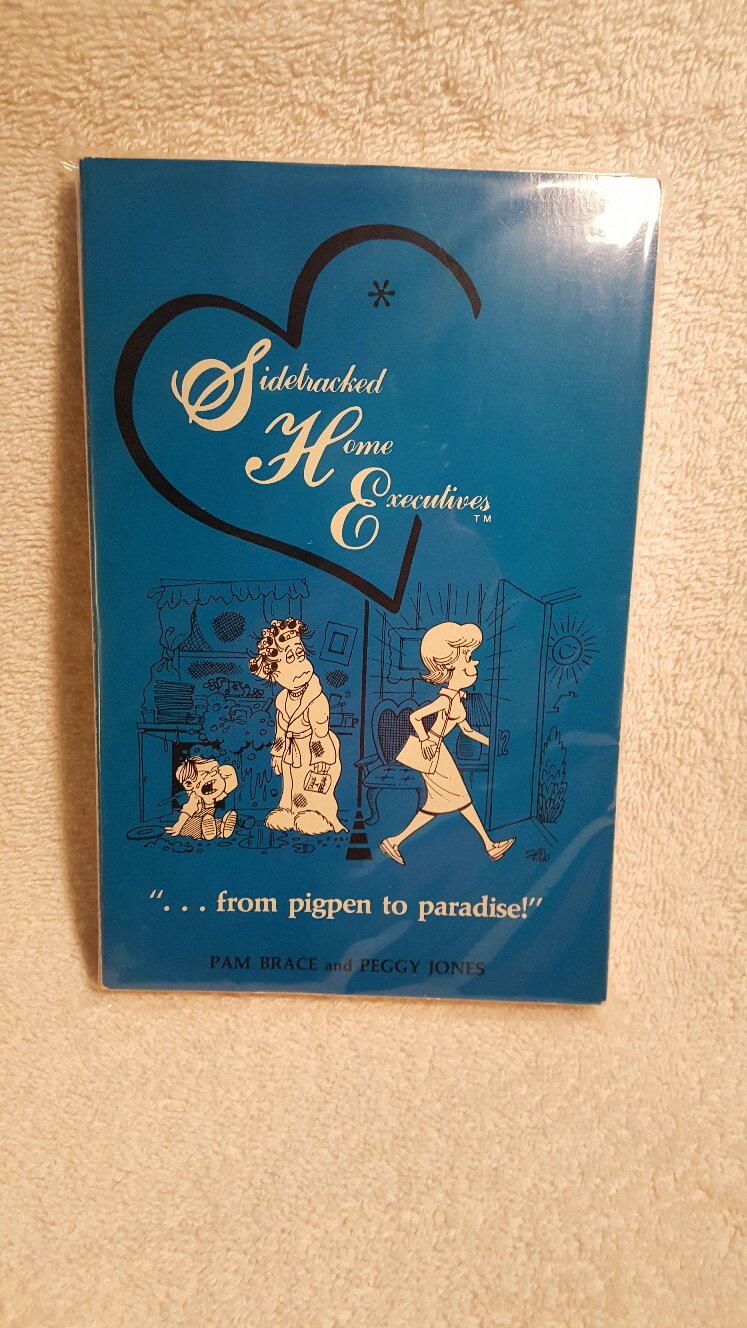 *
Sidetracked
Home
Executives
TM
“. . . from pigpen to paradise!”
PAM BRACE and PEGGY JONES